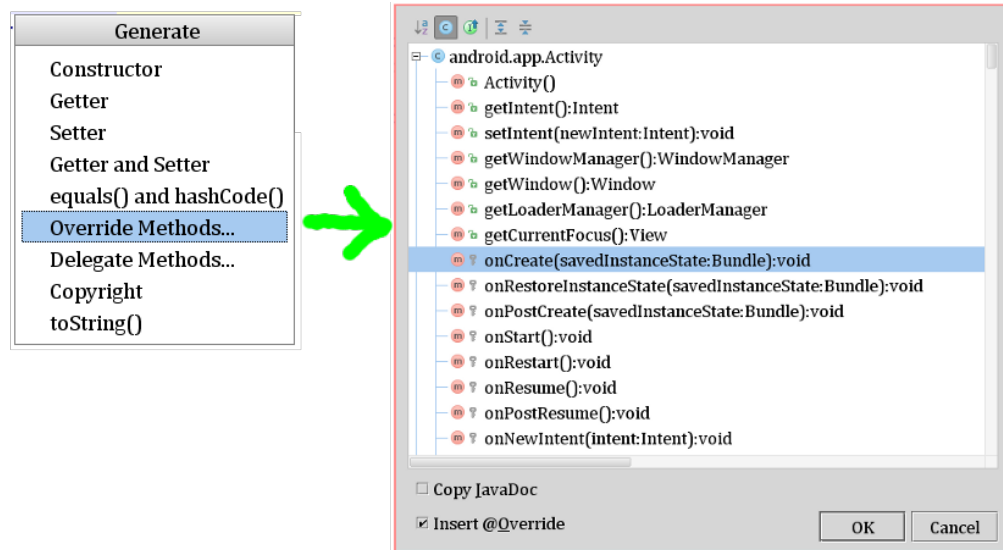 Generate
Constructor
Getter
Setter
Getter and Setter
equals() and hashCode()
Override Methods...
Delegate Methods...
Copyright
toString()
android.app.Activity
Activity()
getIntent():Intent
setIntent(newIntent:Intent):void
getWindowManager():WindowManager
getWindow():Window
getLoaderManager():LoaderManager
getCurrentFocus():View
onCreate(savedInstanceState:Bundle):void
onRestoreInstanceState(savedInstanceState:Bundle):void
onPostCreate(savedInstanceState:Bundle):void
onStart():void
onRestart():void
onResume():void
onPostResume():void
onNewIntent(intent:Intent):void
Copy JavaDoc
Insert @Override
OK Cancel